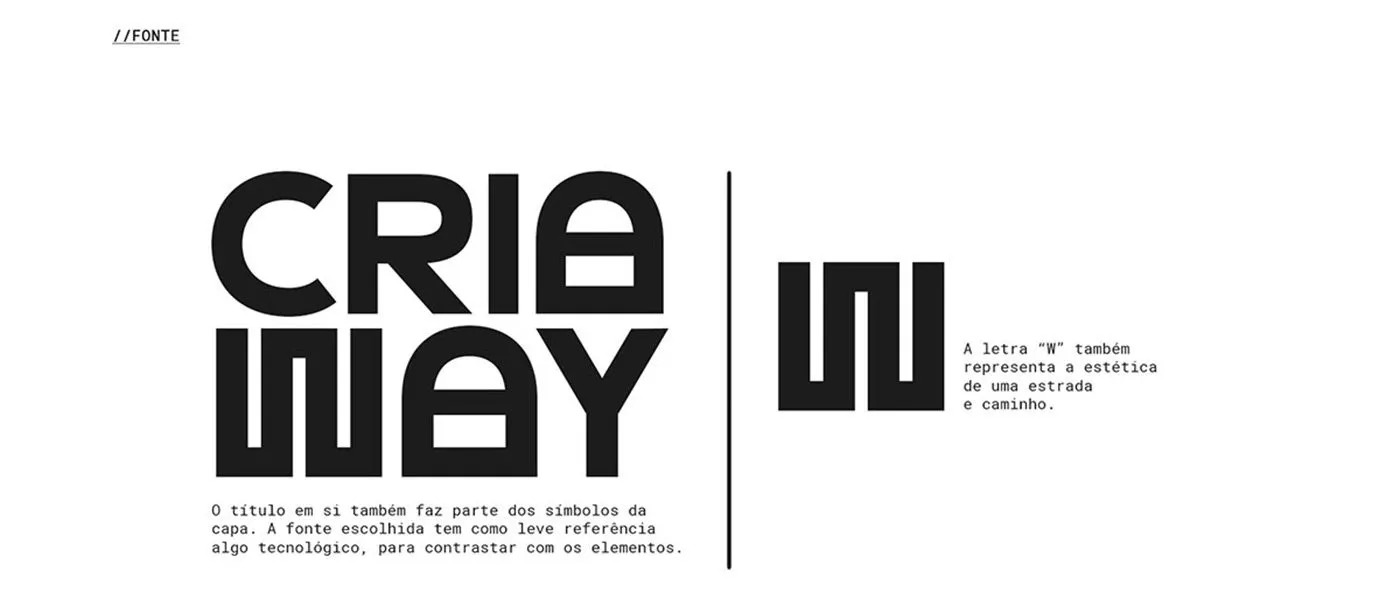 //FONTE
CRIA
WAY
O título em si também faz parte dos símbolos da
capa. A fonte escolhida tem como leve referência
algo tecnológico, para contrastar com os elementos.
W
A letra “W” também
representa a estética
de uma estrada
e caminho.